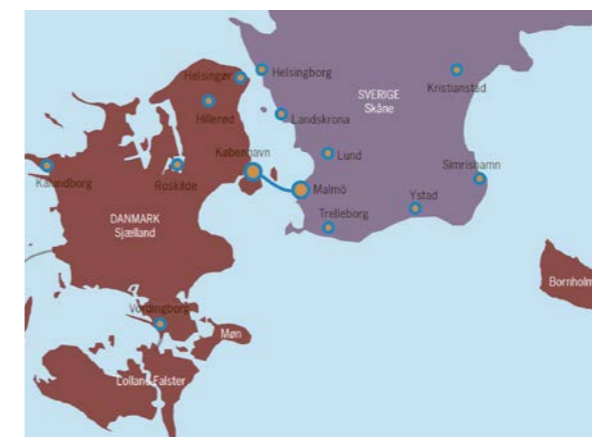 Helsingør
Helsingborg
Hillerød
SVERIGE
Skåne
Kristianstad
Landskrona
København
Lund
Kalundborg
Roskilde
Malmö
Simrishamn
Ystad
Trelleborg
DANMARK
Sjælland
Bornholm
Vordingborg
Møn
Lolland Falster